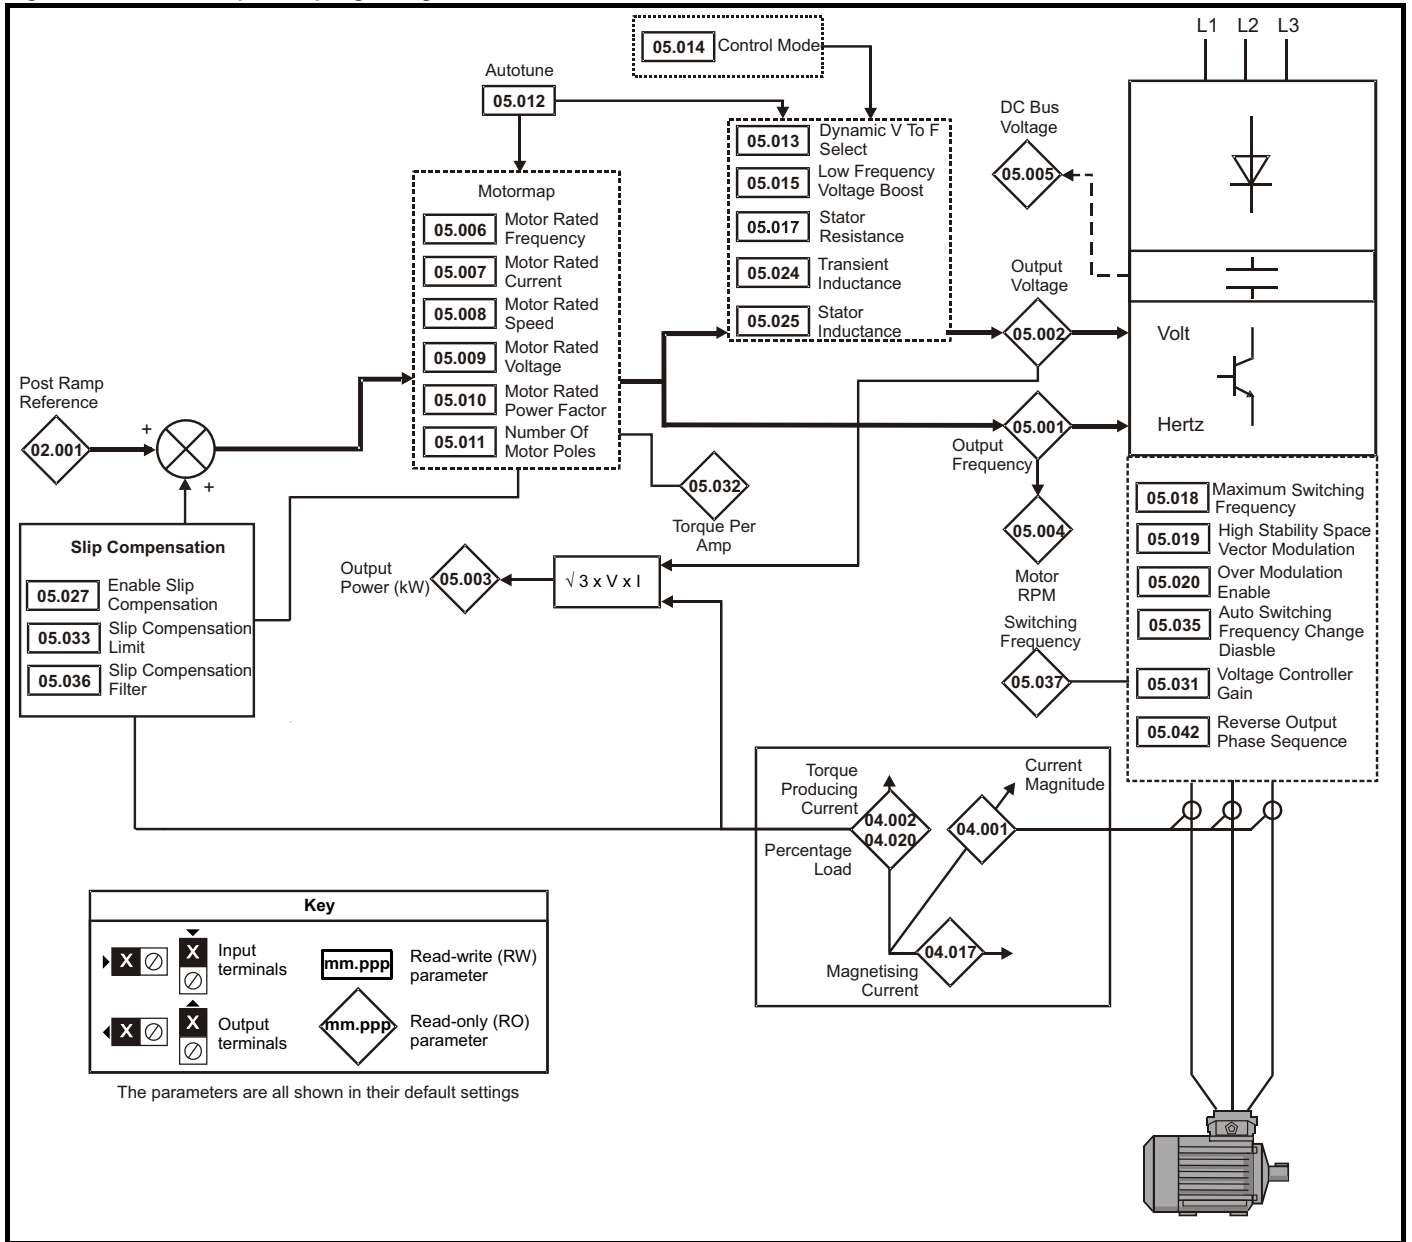 L1 L2 L3
05.014 Control Mode
Autotune
05.012
DC Bus
Voltage
05.005
05.013 Dynamic V To F
Select
05.015 Low Frequency
Voltage Boost
05.017 Stator
Resistance
05.024 Transient
Inductance
05.025 Stator
Inductance
Motormap
05.006 Motor Rated
Frequency
05.007 Motor Rated
Current
05.008 Motor Rated
Speed
05.009 Motor Rated
Voltage
05.010 Motor Rated
Power Factor
05.011 Number Of
Motor Poles
Output
Voltage
05.002
Volt
Post Ramp
Reference
02.001
+
+
05.001
Output
Frequency
Hertz
05.032
Torque Per
Amp
05.004
Motor
RPM
Slip Compensation
05.027 Enable Slip
Compensation
05.033 Slip Compensation
Limit
05.036 Slip Compensation
Filter
Output
Power (kW)
05.003
√ 3 x V x I
Switching
Frequency
05.037
05.018 Maximum Switching
Frequency
05.019 High Stability Space
Vector Modulation
05.020 Over Modulation
Enable
05.035 Auto Switching
Frequency Change
Diasble
05.031 Voltage Controller
Gain
05.042 Reverse Output
Phase Sequence
Torque
Producing
Current
04.002
04.020
Percentage
Load
Current
Magnitude
04.001
04.017
Magnetising
Current
Key
X X Input
terminals
mm.ppp Read-write (RW)
parameter
X X Output
terminals
mm.ppp Read-only (RO)
parameter
The parameters are all shown in their default settings